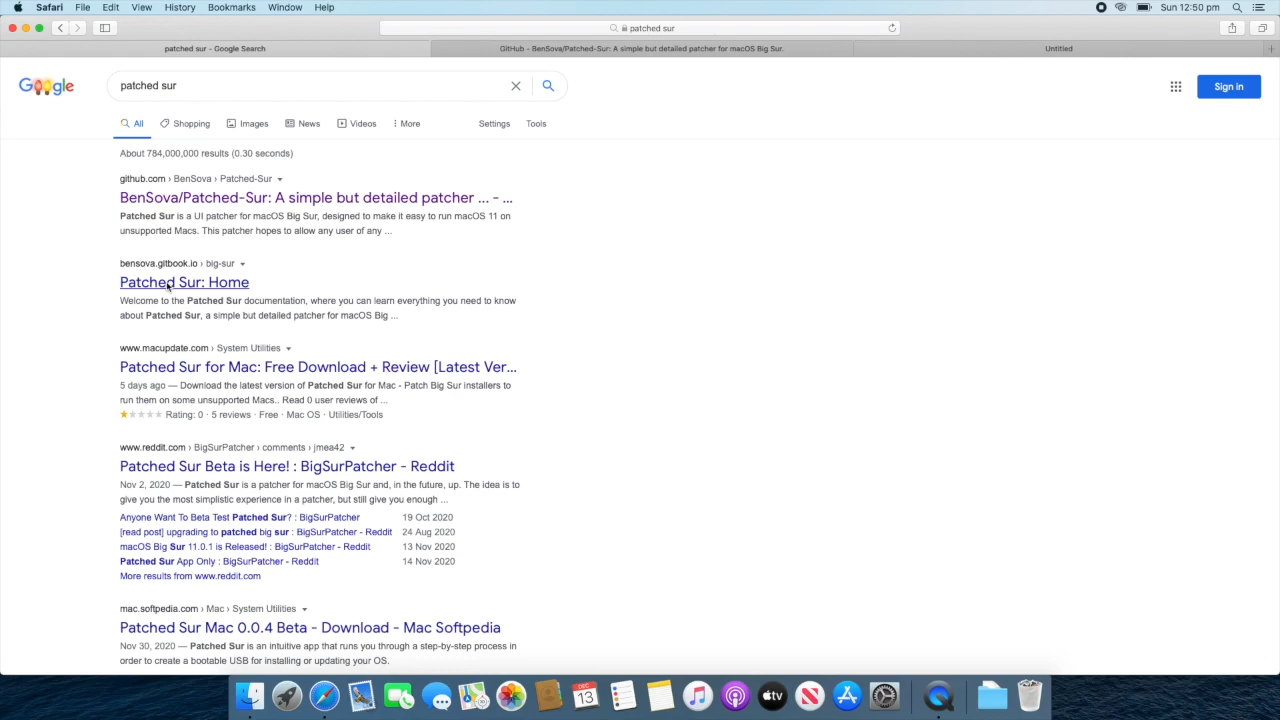 Safari File Edit View History Bookmarks Window Help Sun 12:50 pm
patched sur
patched sur - Google Search GitHub - BenSova/Patched-Sur: A simple but detailed patcher for macOS Big Sur. Untitled
Google patched sur Sign in
All Shopping Images News Videos More Settings Tools
About 784,000,000 results (0.30 seconds)
github.com › BenSova › Patched-Sur
BenSova/Patched-Sur: A simple but detailed patcher ... - ...
Patched Sur is a UI patcher for macOS Big Sur, designed to make it easy to run macOS 11 on
unsupported Macs. This patcher hopes to allow any user of any ...
bensova.gitbook.io › big-sur
Patched Sur: Home
Welcome to the Patched Sur documentation, where you can learn everything you need to know
about Patched Sur, a simple but detailed patcher for macOS Big ...
www.macupdate.com › System Utilities
Patched Sur for Mac: Free Download + Review [Latest Ver...
5 days ago — Download the latest version of Patched Sur for Mac - Patch Big Sur installers to
run them on some unsupported Macs.. Read 0 user reviews of ...
Rating: 0 · 5 reviews · Free · Mac OS · Utilities/Tools
www.reddit.com › BigSurPatcher › comments › jmea42
Patched Sur Beta is Here! : BigSurPatcher - Reddit
Nov 2, 2020 — Patched Sur is a patcher for macOS Big Sur and, in the future, up. The idea is to
give you the most simplistic experience in a patcher, but still give you enough ...
Anyone Want To Beta Test Patched Sur? : BigSurPatcher 19 Oct 2020
[read post] upgrading to patched big sur : BigSurPatcher - Reddit 24 Aug 2020
macOS Big Sur 11.0.1 is Released! : BigSurPatcher - Reddit 13 Nov 2020
Patched Sur App Only : BigSurPatcher - Reddit 14 Nov 2020
More results from www.reddit.com
mac.softpedia.com › Mac › System Utilities
Patched Sur Mac 0.0.4 Beta - Download - Mac Softpedia
Nov 30, 2020 — Patched Sur is an intuitive app that runs you through a step-by-step process in
order to create a bootable USB for installing or updating your OS.
DEC
13
tv